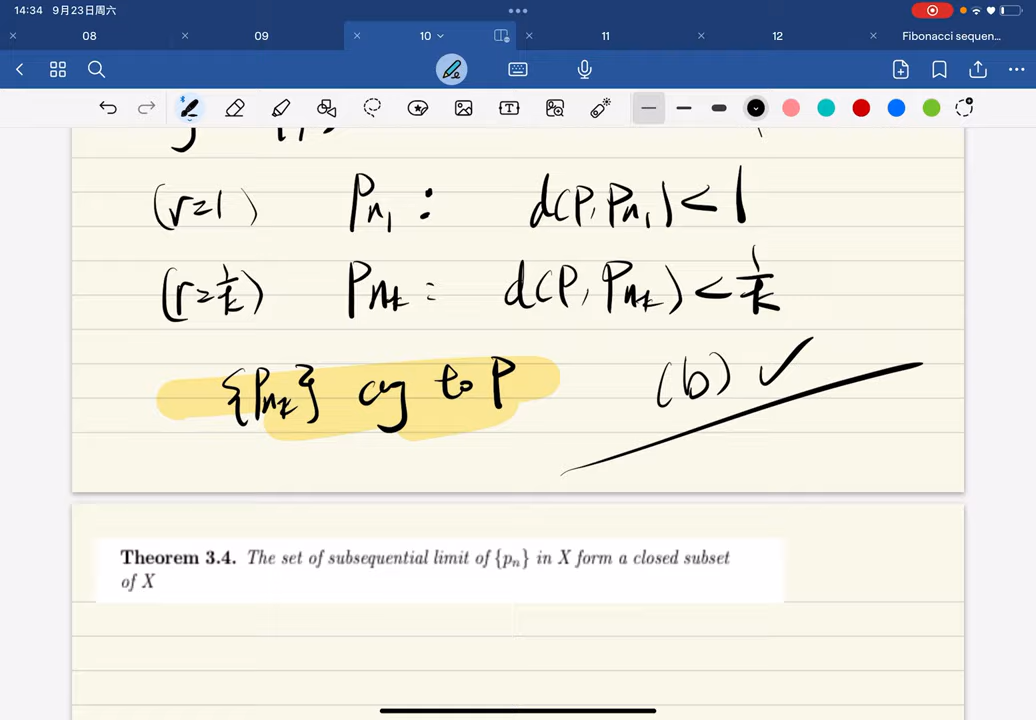 14:34 9月23日周六
08 09 10 11 12 Fibonacci sequen...
(r=1) Pn₁ : d(P, Pn₁) < 1
(r=1/k) Pnₖ : d(P, Pnₖ) < 1/k
{Pnₖ} cvg to P (b) ✓
Theorem 3.4. The set of subsequential limit of {pₙ} in X form a closed subset
of X